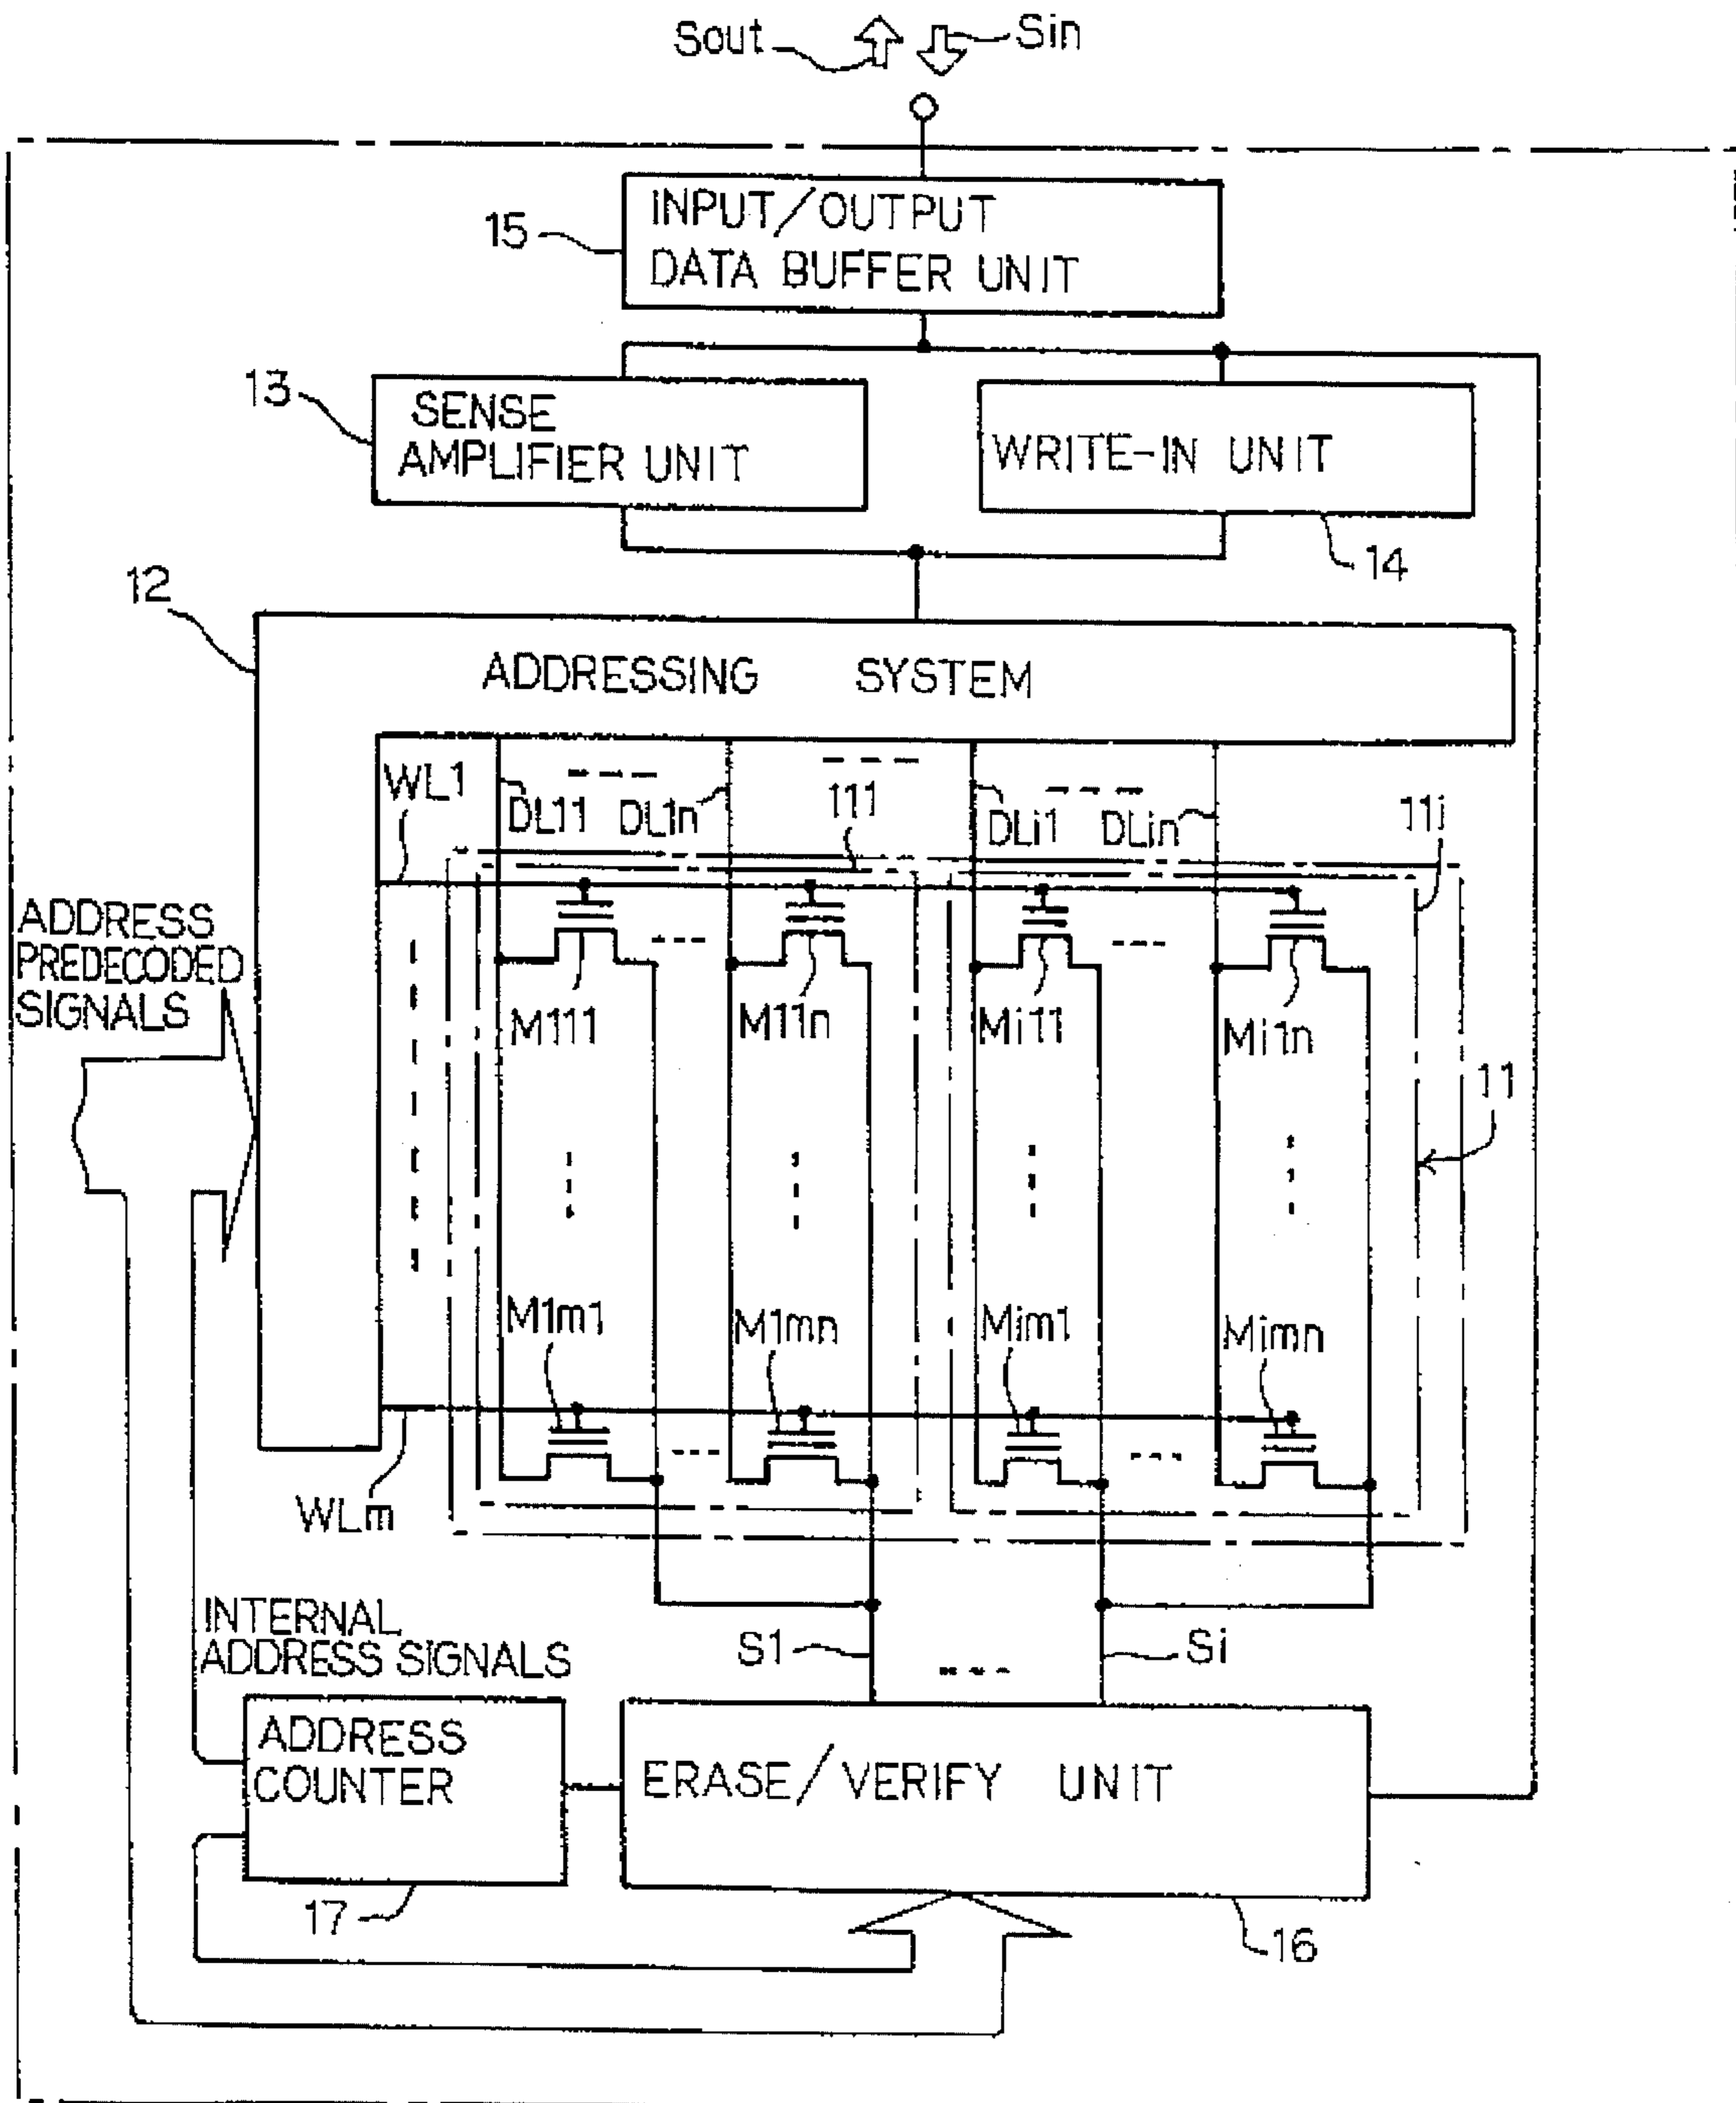 Sout
Sin
15
INPUT/OUTPUT
DATA BUFFER UNIT
13
SENSE
AMPLIFIER UNIT
WRITE-IN UNIT
14
12
ADDRESSING SYSTEM
WL1
DL11
DL1n
111
DLi1
DLin
11i
ADDRESS
PREDECODED
SIGNALS
M111
M11n
Mi11
Mi1n
11
M1m1
M1mn
Mim1
Mimn
WLm
INTERNAL
ADDRESS SIGNALS
S1
Si
ADDRESS
COUNTER
ERASE/VERIFY UNIT
17
16